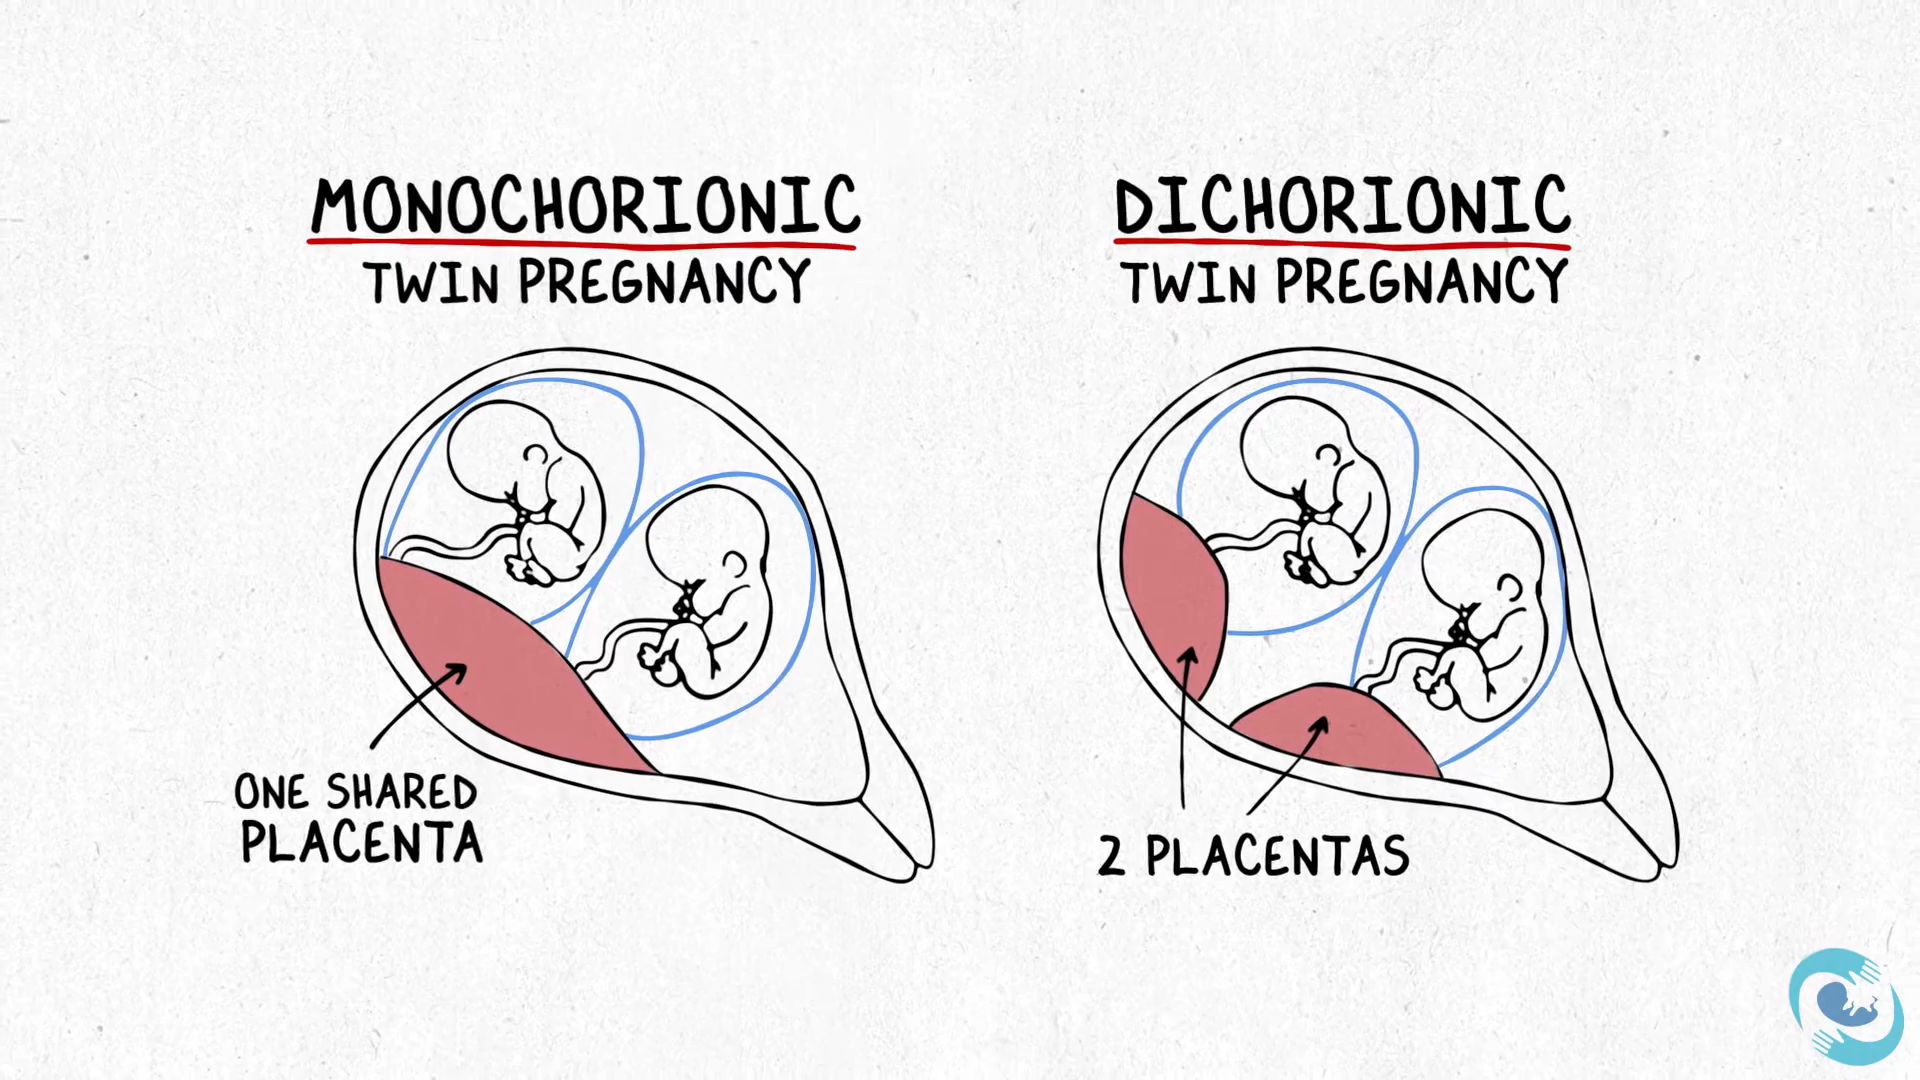 MONOCHORIONIC
TWIN PREGNANCY
ONE SHARED
PLACENTA
DICHORIONIC
TWIN PREGNANCY
2 PLACENTAS